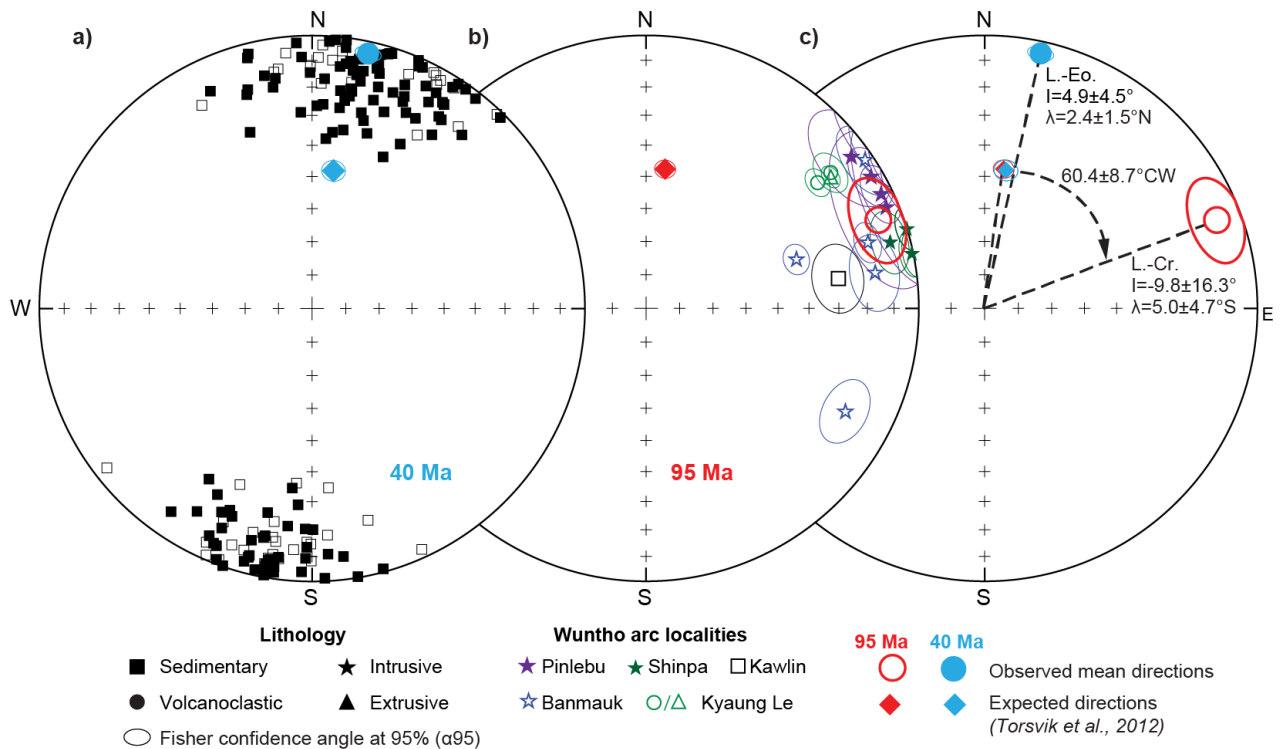 a)
N
W
S
40 Ma
b)
N
S
95 Ma
c)
N
E
S
L.-Eo.
I=4.9±4.5°
λ=2.4±1.5°N
60.4±8.7°CW
L.-Cr.
I=-9.8±16.3°
λ=5.0±4.7°S
Lithology
Sedimentary
Intrusive
Volcanoclastic
Extrusive
Fisher confidence angle at 95% (α95)
Wuntho arc localities
Pinlebu
Shinpa
Kawlin
Banmauk
/
Kyaung Le
95 Ma
40 Ma
Observed mean directions
Expected directions
(Torsvik et al., 2012)